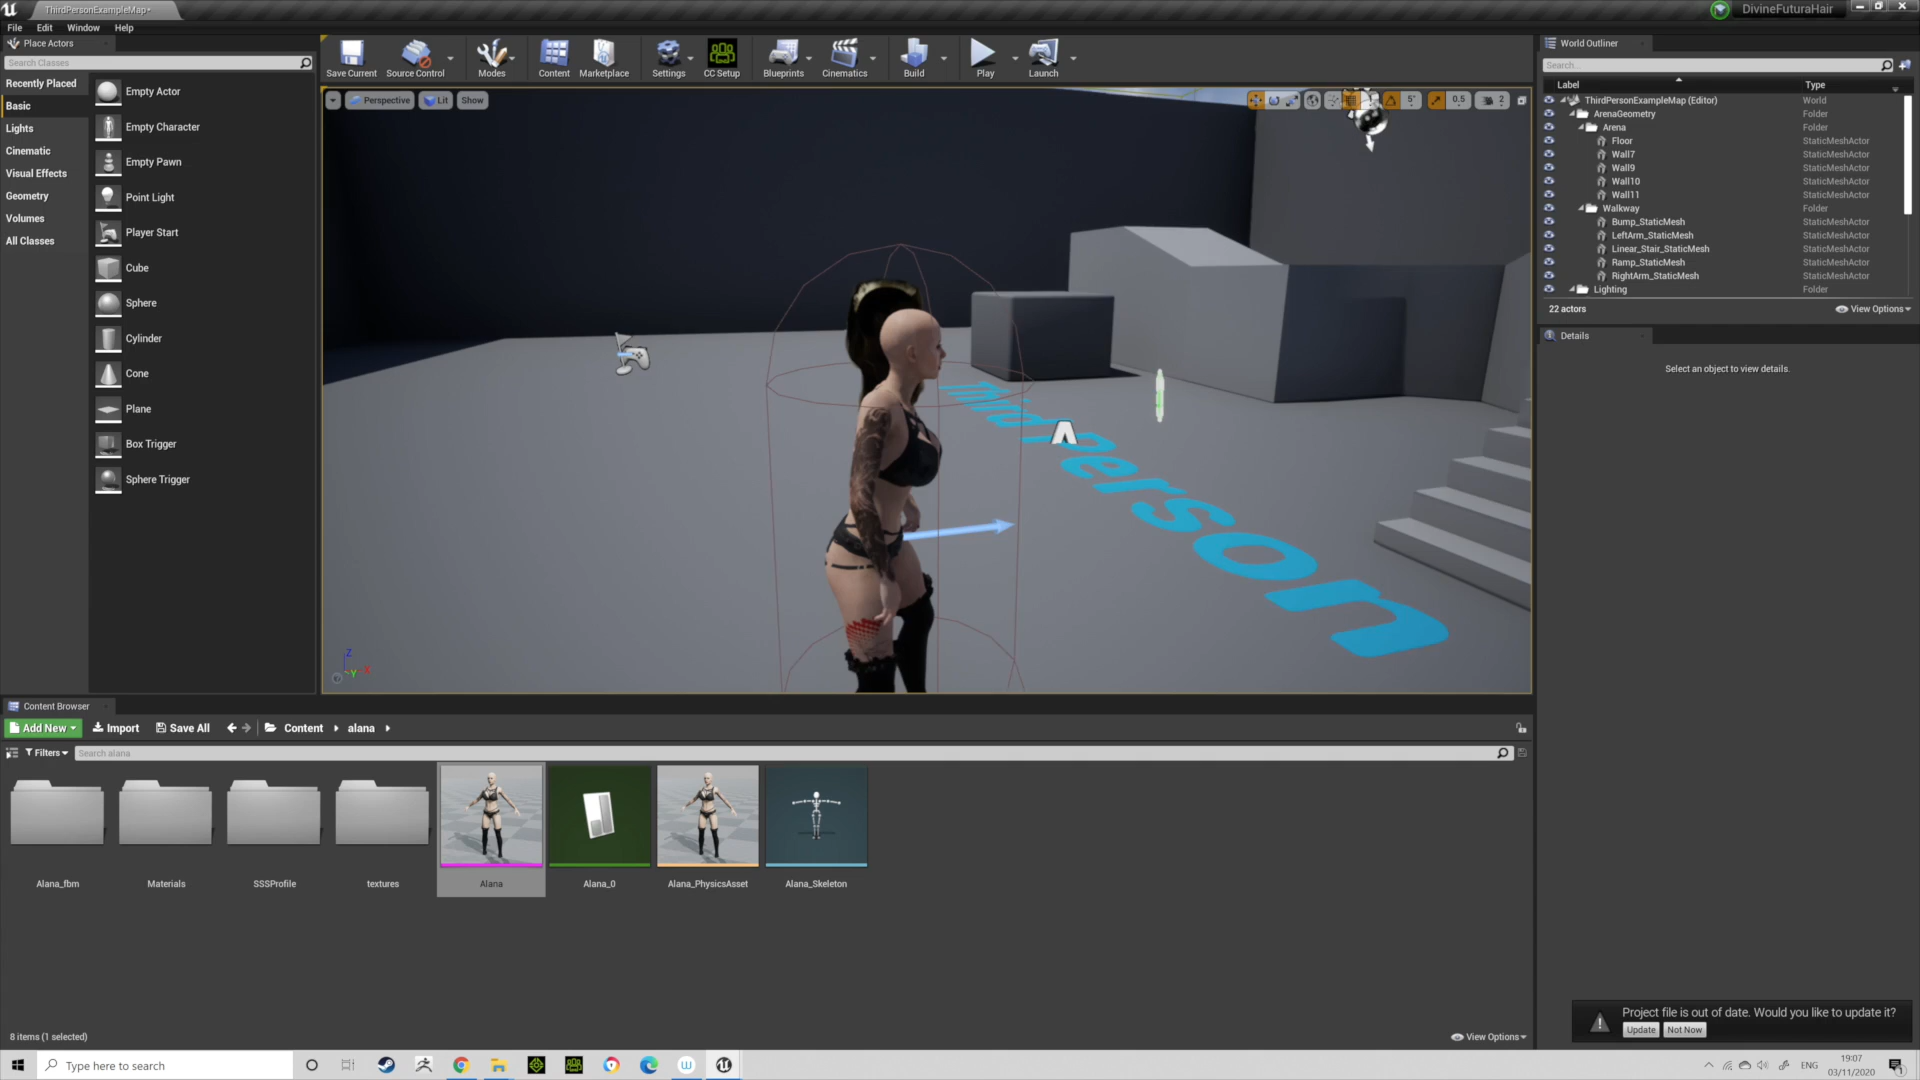 ThirdPersonExampleMap•
DivineFuturaHair
File Edit Window Help
Place Actors
Search Classes
Recently Placed
Basic
Lights
Cinematic
Visual Effects
Geometry
Volumes
All Classes
Empty Actor
Empty Character
Empty Pawn
Point Light
Player Start
Cube
Sphere
Cylinder
Cone
Plane
Box Trigger
Sphere Trigger
Save Current Source Control Modes Content Marketplace Settings CC Setup Blueprints Cinematics Build Play Launch
Perspective Lit Show
5° 0.5 2
Third Person
Z
Y X
World Outliner
Search...
Label Type
ThirdPersonExampleMap (Editor) World
ArenaGeometry Folder
Arena Folder
Floor StaticMeshActor
Wall7 StaticMeshActor
Wall9 StaticMeshActor
Wall10 StaticMeshActor
Wall11 StaticMeshActor
Walkway Folder
Bump_StaticMesh StaticMeshActor
LeftArm_StaticMesh StaticMeshActor
Linear_Stair_StaticMesh StaticMeshActor
Ramp_StaticMesh StaticMeshActor
RightArm_StaticMesh StaticMeshActor
Lighting Folder
22 actors View Options
Details
Select an object to view details.
Content Browser
Add New Import Save All Content alana
Filters Search alana
Alana_fbm Materials SSSProfile textures Alana Alana_0 Alana_PhysicsAsset Alana_Skeleton
8 items (1 selected) View Options
Project file is out of date. Would you like to update it?
Update Not Now
Type here to search
ENG
19:07
03/11/2020